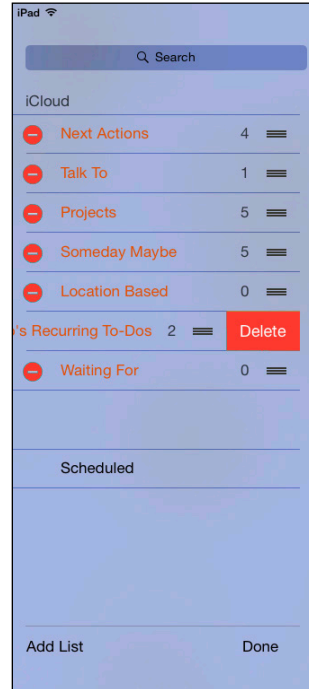 iPad
Search
iCloud
Next Actions 4
Talk To 1
Projects 5
Someday Maybe 5
Location Based 0
's Recurring To-Dos 2 Delete
Waiting For 0
Scheduled
Add List Done